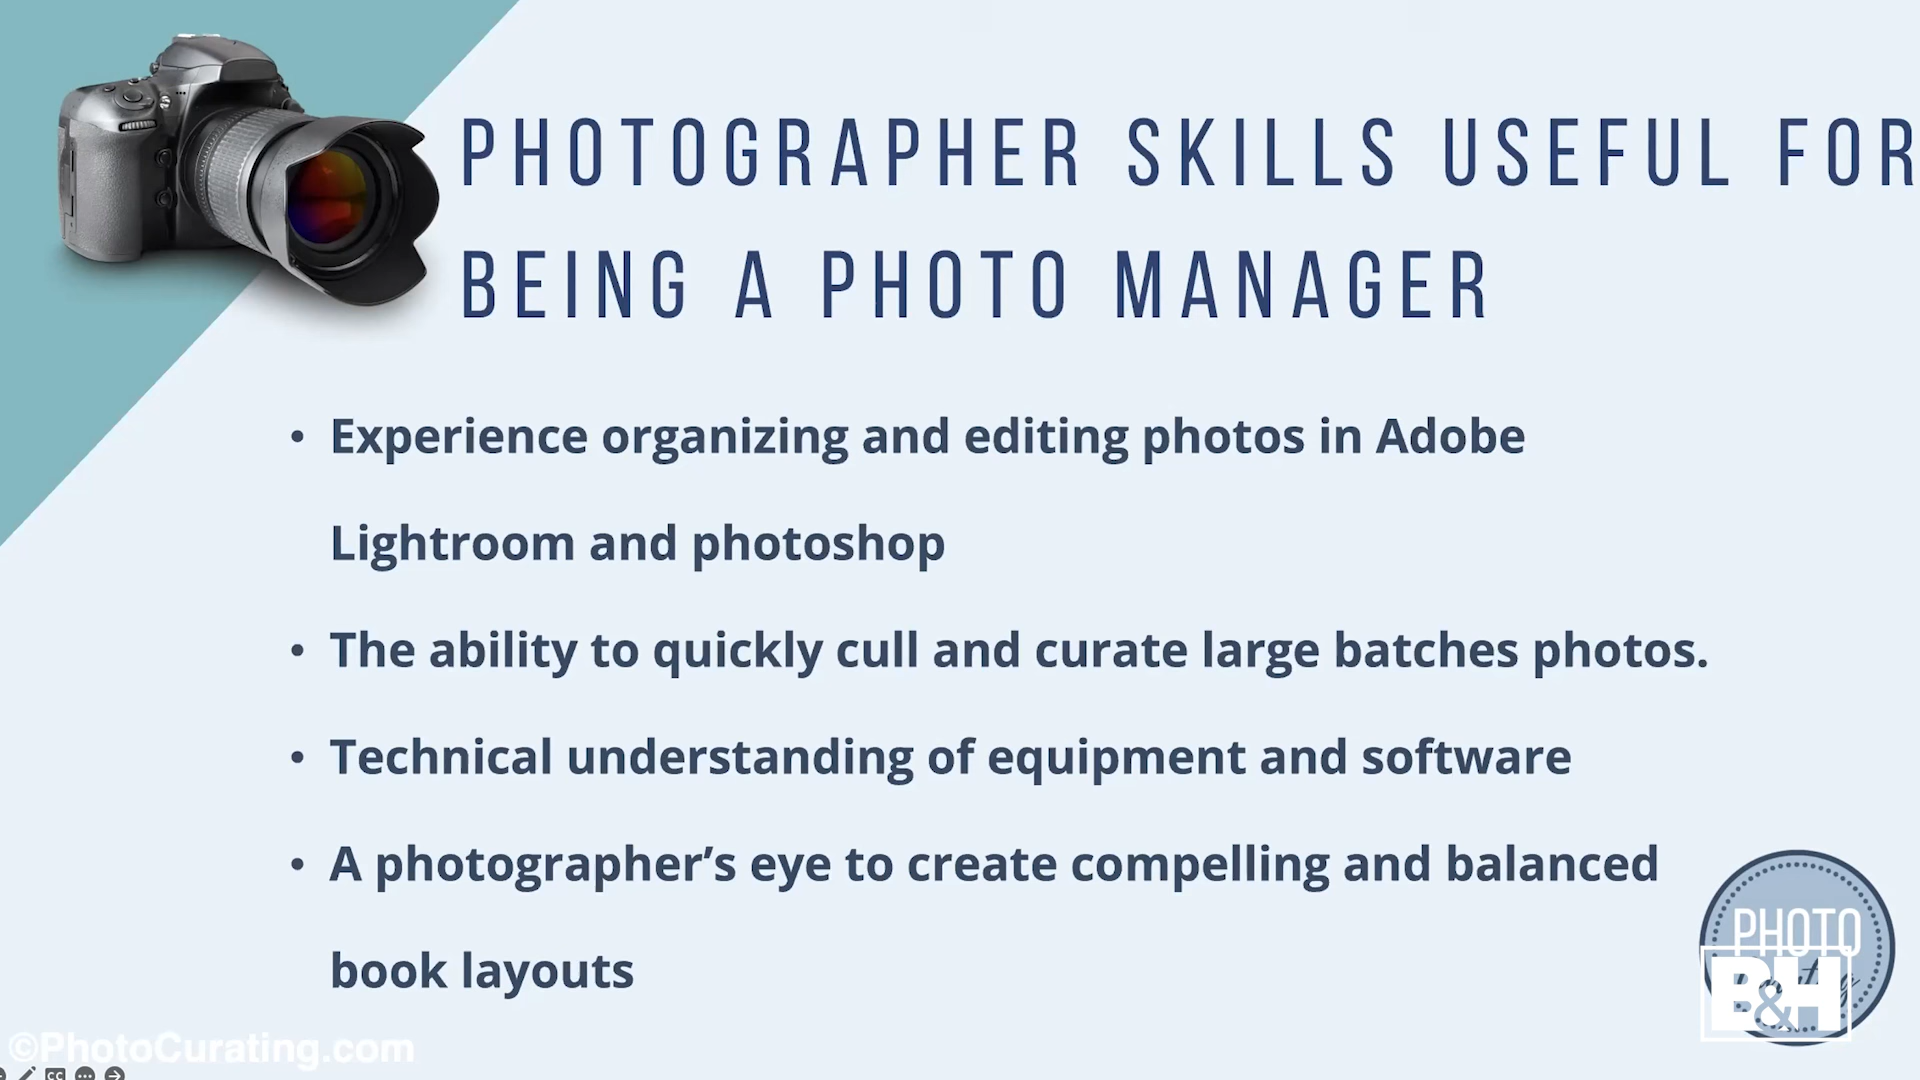 PHOTOGRAPHER SKILLS USEFUL FOR
BEING A PHOTO MANAGER
• Experience organizing and editing photos in Adobe
Lightroom and photoshop
• The ability to quickly cull and curate large batches photos.
• Technical understanding of equipment and software
• A photographer’s eye to create compelling and balanced
book layouts
PHOTO
B&H
©PhotoCurating.com
CC